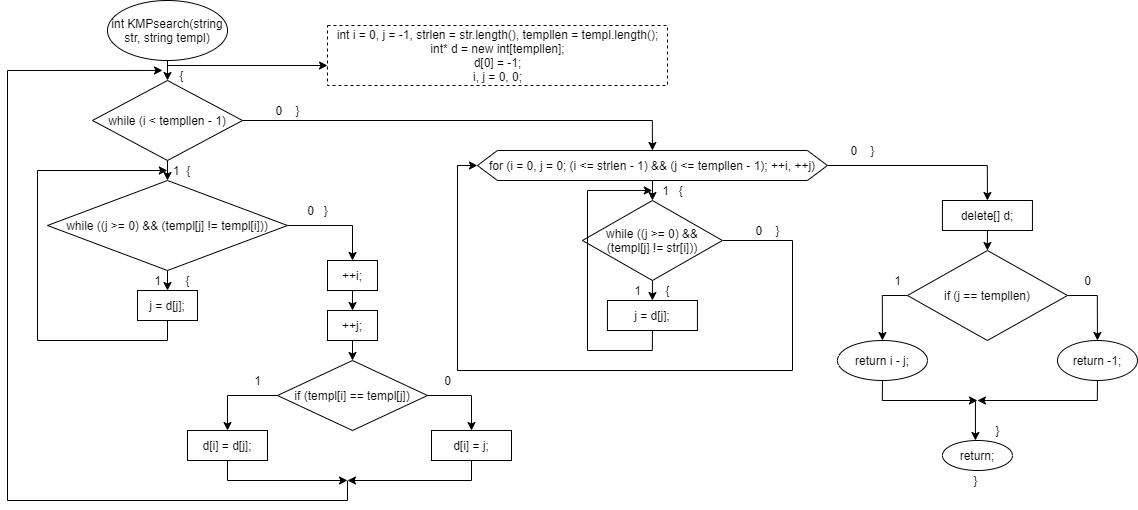 int KMPsearch(string
str, string templ)
int i = 0, j = -1, strlen = str.length(), templlen = templ.length();
int* d = new int[templlen];
d[0] = -1;
i, j = 0, 0;
{
while (i < templlen - 1)
0 }
1 {
while ((j >= 0) && (templ[j] != templ[i]))
0 }
1 {
j = d[j];
++i;
++j;
if (templ[i] == templ[j])
1
0
d[i] = d[j];
d[i] = j;
for (i = 0, j = 0; (i <= strlen - 1) && (j <= templlen - 1); ++i, ++j)
0 }
1 {
while ((j >= 0) &&
(templ[j] != str[i]))
0 }
1 {
j = d[j];
delete[] d;
if (j == templlen)
1
0
return i - j;
return -1;
}
return;
}